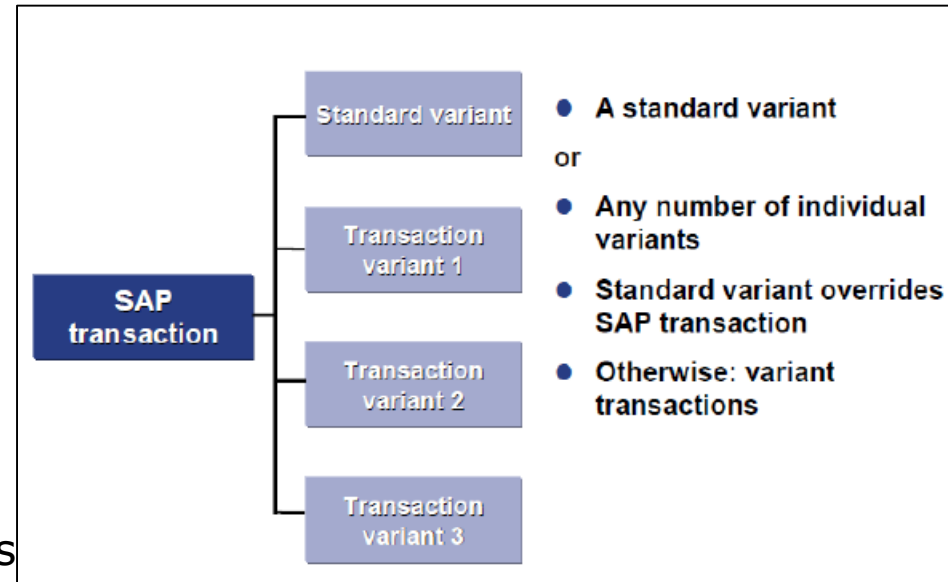 Standard variant
Transaction
variant 1
SAP
transaction
Transaction
variant 2
Transaction
variant 3
● A standard variant
or
● Any number of individual
variants
● Standard variant overrides
SAP transaction
● Otherwise: variant
transactions
s